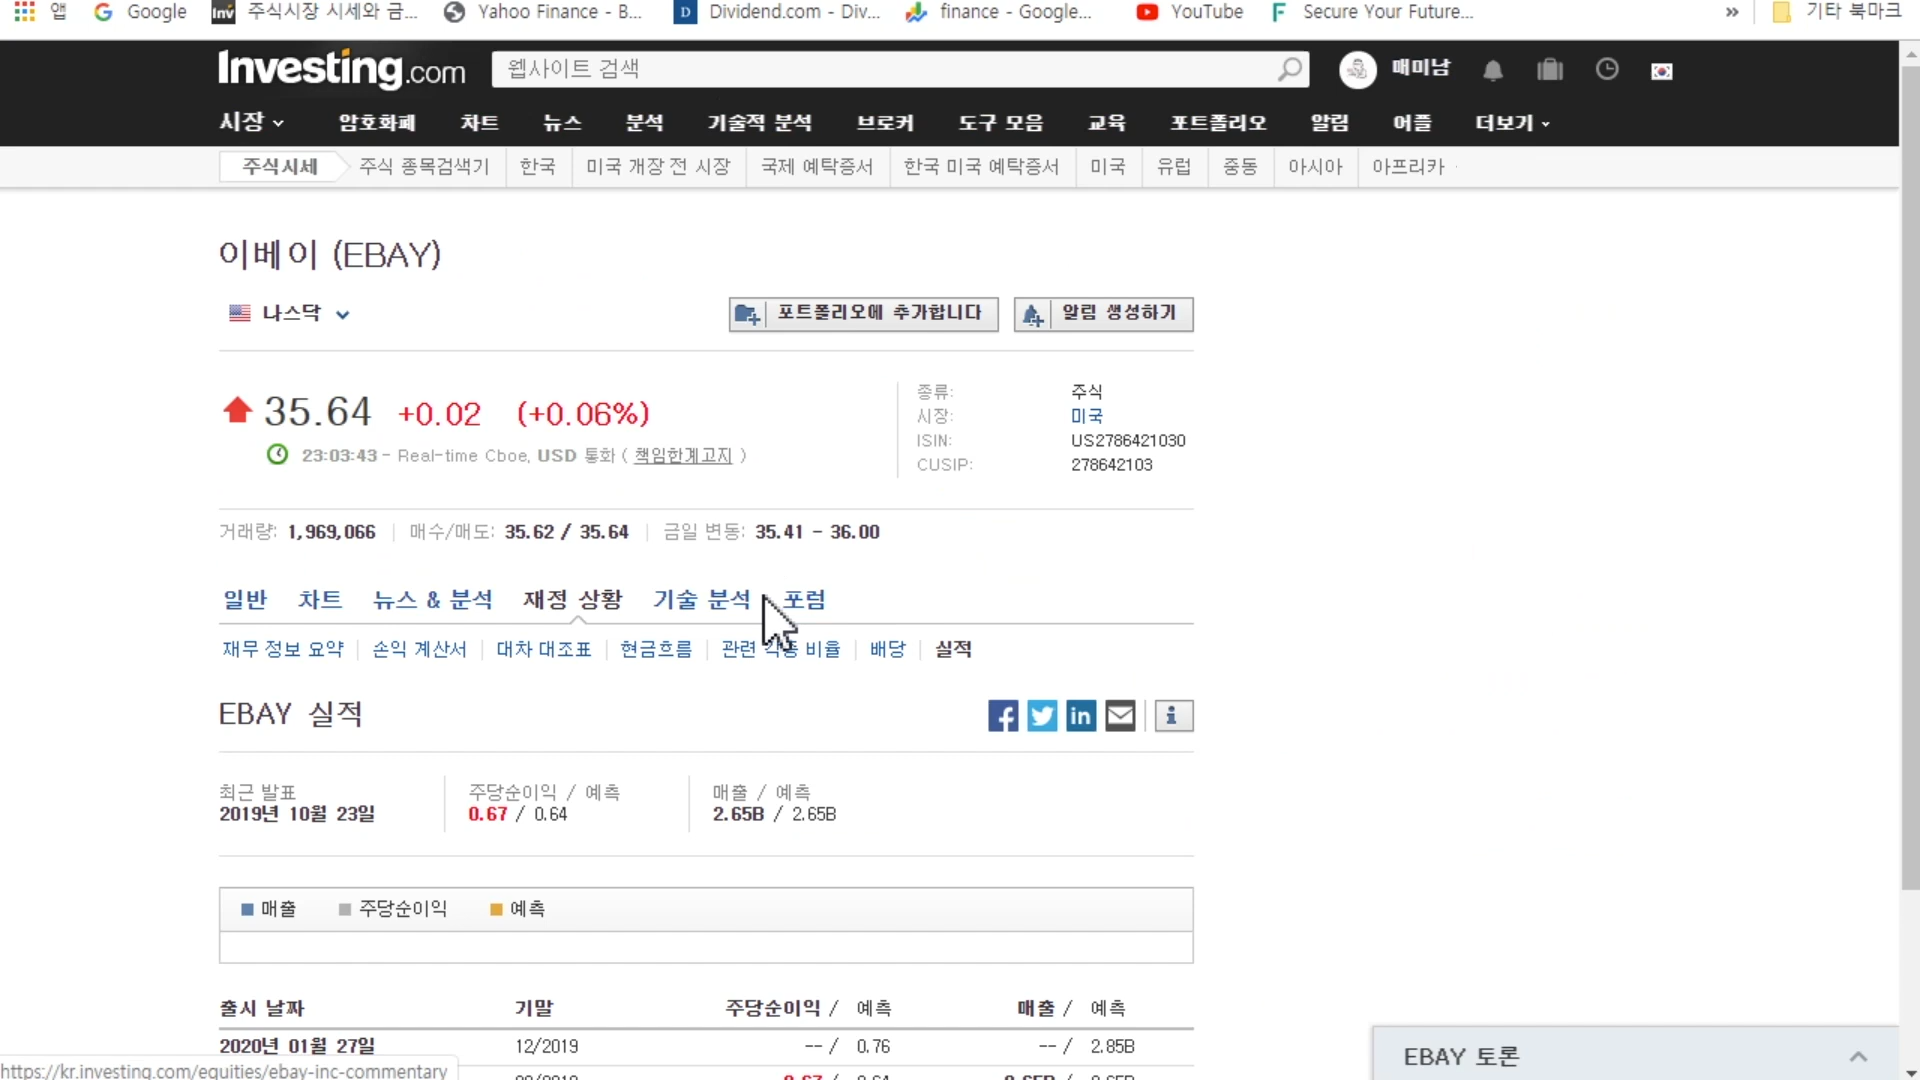 앱 Google 주식시장 시세와 금... Yahoo Finance - B... Dividend.com - Div... finance - Google... YouTube Secure Your Future... » 기타 북마크
Investing.com 웹사이트 검색 매미남
시장 암호화폐 차트 뉴스 분석 기술적 분석 브로커 도구 모음 교육 포트폴리오 알림 어플 더보기
주식시세 주식 종목검색기 한국 미국 개장 전 시장 국제 예탁증서 한국 미국 예탁증서 미국 유럽 중동 아시아 아프리카
이베이 (EBAY)
나스닥 포트폴리오에 추가합니다 알림 생성하기
35.64 +0.02 (+0.06%)
23:03:43 - Real-time Cboe, USD 통화 ( 책임한계고지 )
종류: 주식
시장: 미국
ISIN: US2786421030
CUSIP: 278642103
거래량: 1,969,066 매수/매도: 35.62 / 35.64 금일 변동: 35.41 - 36.00
일반 차트 뉴스 & 분석 재정 상황 기술 분석 포럼
재무 정보 요약 손익 계산서 대차 대조표 현금흐름 관련 각종 비율 배당 실적
EBAY 실적
최근 발표 주당순이익 / 예측 매출 / 예측
2019년 10월 23일 0.67 / 0.64 2.65B / 2.65B
매출 주당순이익 예측
출시 날짜 기말 주당순이익 / 예측 매출 / 예측
2020년 01월 27일 12/2019 -- / 0.76 -- / 2.85B
EBAY 토론
https://kr.investing.com/equities/ebay-inc-commentary